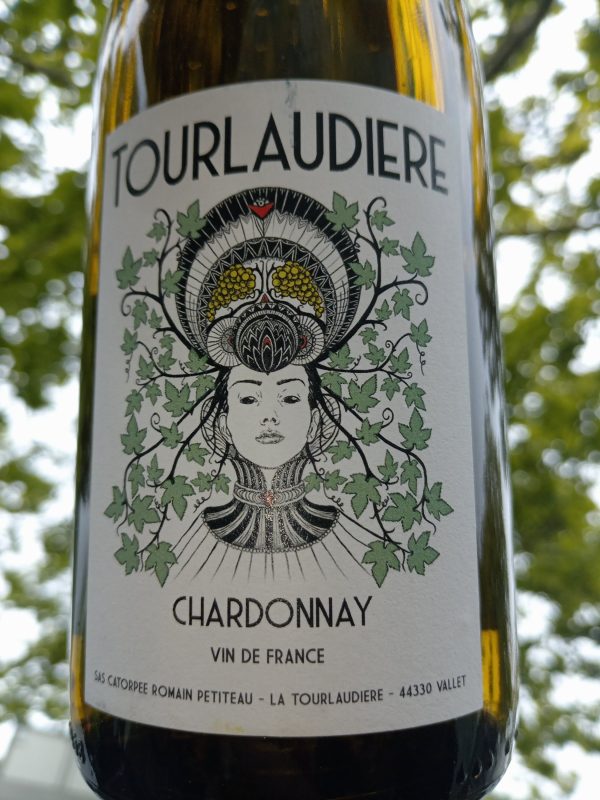 TOURLAUDIERE
CHARDONNAY
VIN DE FRANCE
SAS CATORPEE ROMAIN PETITEAU - LA TOURLAUDIERE - 44330 VALLET